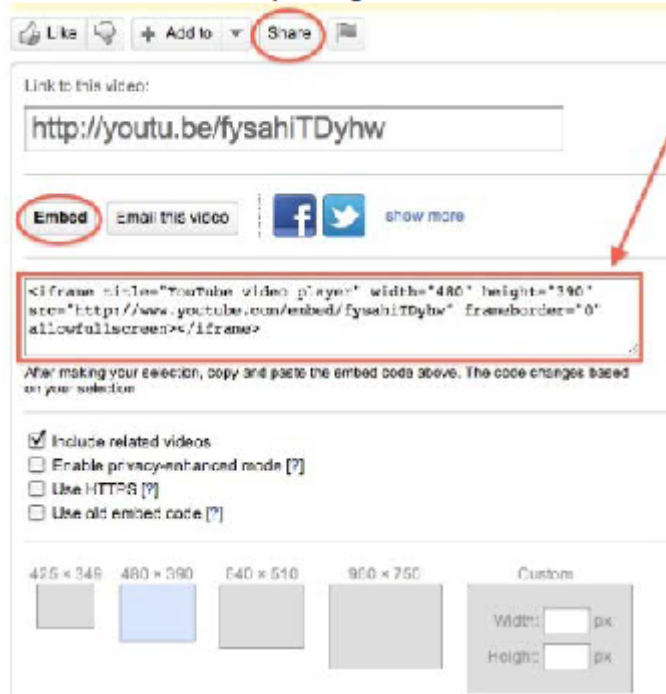 Like Add to Share
Link to this video:
http://youtu.be/fysahiTDyhw
Embed Email this video show more
<iframe title="YouTube video player" width="480" height="390"
src="http://www.youtube.com/embed/fysahiTDyhw" frameborder="0"
allowfullscreen></iframe>
After making your selection, copy and paste the embed code above. The code changes based
on your selection
Include related videos
Enable privacy-enhanced mode [?]
Use HTTPS [?]
Use old embed code [?]
425 × 349 480 × 390 640 × 510 960 × 750 Custom
Width: px
Height: px